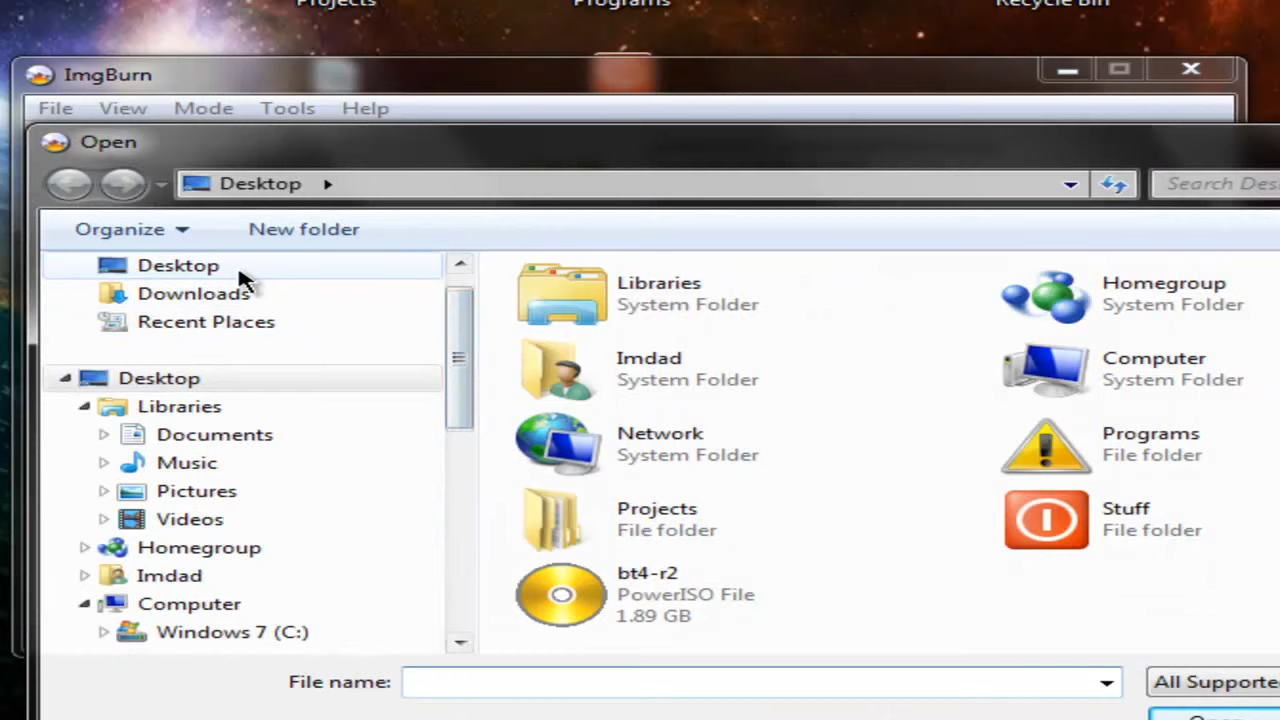 Projects
Programs
Recycle Bin
ImgBurn
File View Mode Tools Help
Open
Desktop
Search Des
Organize
New folder
Desktop
Downloads
Recent Places
Desktop
Libraries
Documents
Music
Pictures
Videos
Homegroup
Imdad
Computer
Windows 7 (C:)
Libraries
System Folder
Homegroup
System Folder
Imdad
System Folder
Computer
System Folder
Network
System Folder
Programs
File folder
Projects
File folder
Stuff
File folder
bt4-r2
PowerISO File
1.89 GB
File name:
All Supporte